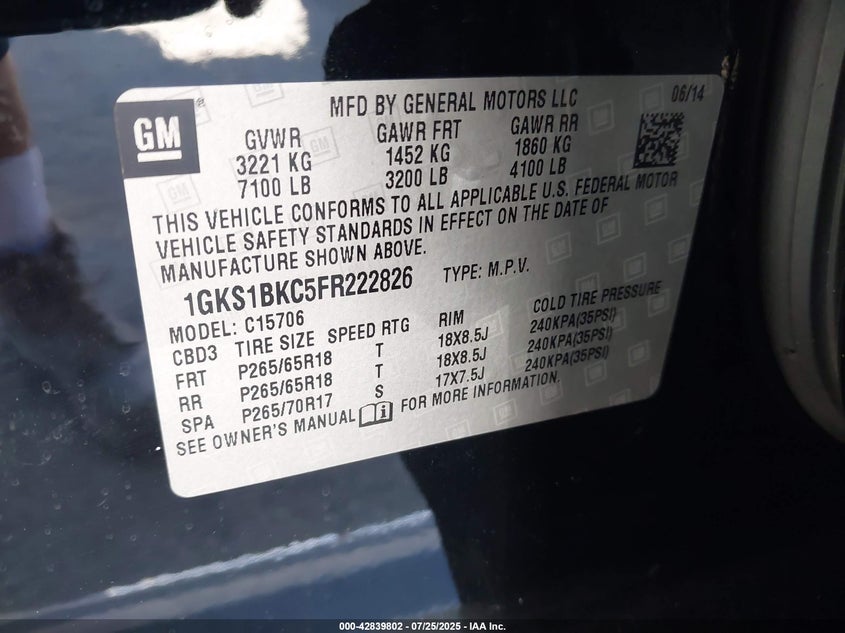 GM
®
MFD BY GENERAL MOTORS LLC
06/14
GVWR GAWR FRT GAWR RR
3221 KG 1452 KG 1860 KG
7100 LB 3200 LB 4100 LB
THIS VEHICLE CONFORMS TO ALL APPLICABLE U.S. FEDERAL MOTOR
VEHICLE SAFETY STANDARDS IN EFFECT ON THE DATE OF
MANUFACTURE SHOWN ABOVE.
1GKS1BKC5FR222826 TYPE: M.P.V.
MODEL: C15706
CBD3 TIRE SIZE SPEED RTG RIM COLD TIRE PRESSURE
FRT P265/65R18 T 18X8.5J 240KPA(35PSI)
RR P265/65R18 T 18X8.5J 240KPA(35PSI)
SPA P265/70R17 S 17X7.5J 240KPA(35PSI)
SEE OWNER'S MANUAL FOR MORE INFORMATION.
000-42839802 - 07/25/2025 - IAA Inc.